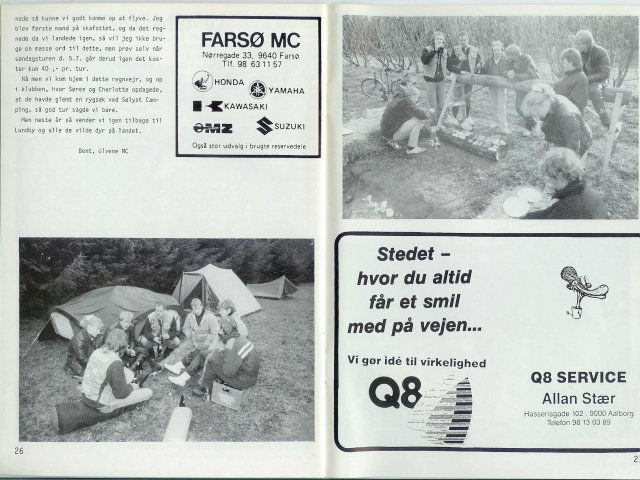 nede så kunne vi godt komme op at flyve. Jeg
blev første mand på skafottet, og da det reg-
nede da vi landede igen, så vil jeg ikke bru-
ge en masse ord til dette, men prøv selv når
søndagsturen d. 5.7. går derud igen det kos-
ter kun 40 ,- pr. tur.
Nå men vi kom hjem i dette regnvejr, og op
i klubben, hvor Søren og Charlotte opdagede,
at de havde glemt en rygsæk ved Sølyst Cam-
ping, så god tur sagde vi bare.
Men næste år så vender vi igen tilbage til
Lundby og alle de vilde dyr på landet.
Bent, Ulvene MC
FARSØ MC
Nørregade 33, 9640 Farsø
Tlf. 98 63 11 57
HONDA
YAMAHA
KAWASAKI
MZ
SUZUKI
Også stor udvalg i brugte reservedele
26
Stedet –
hvor du altid
får et smil
med på vejen...
Vi gør idé til virkelighed
Q8
Q8 SERVICE
Allan Stær
Hasserisgade 102 . 9000 Aalborg
Telefon 98 13 03 89